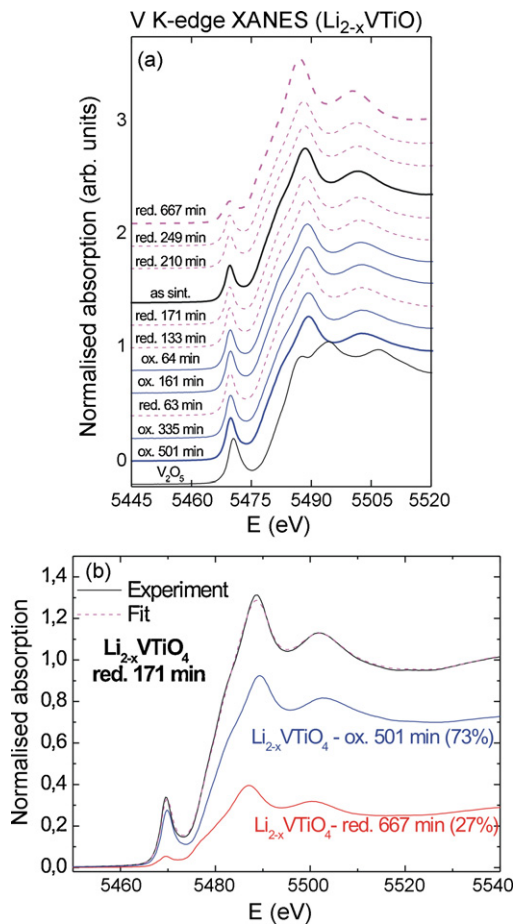 V K-edge XANES (Li2-xVTiO)
(a)
Normalised absorption (arb. units)
3
2
1
0
red. 667 min
red. 249 min
red. 210 min
as sint.
red. 171 min
red. 133 min
ox. 64 min
ox. 161 min
red. 63 min
ox. 335 min
ox. 501 min
V2O5
5445 5460 5475 5490 5505 5520
E (eV)
(b)
Experiment
Fit
Li2-xVTiO4
red. 171 min
Normalised absorption
1,4
1,2
1,0
0,8
0,6
0,4
0,2
0,0
Li2-xVTiO4 - ox. 501 min (73%)
Li2-xVTiO4- red. 667 min (27%)
5460 5480 5500 5520 5540
E (eV)